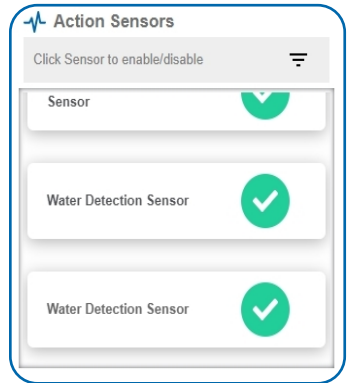 Action Sensors
Click Sensor to enable/disable
Sensor
Water Detection Sensor
Water Detection Sensor